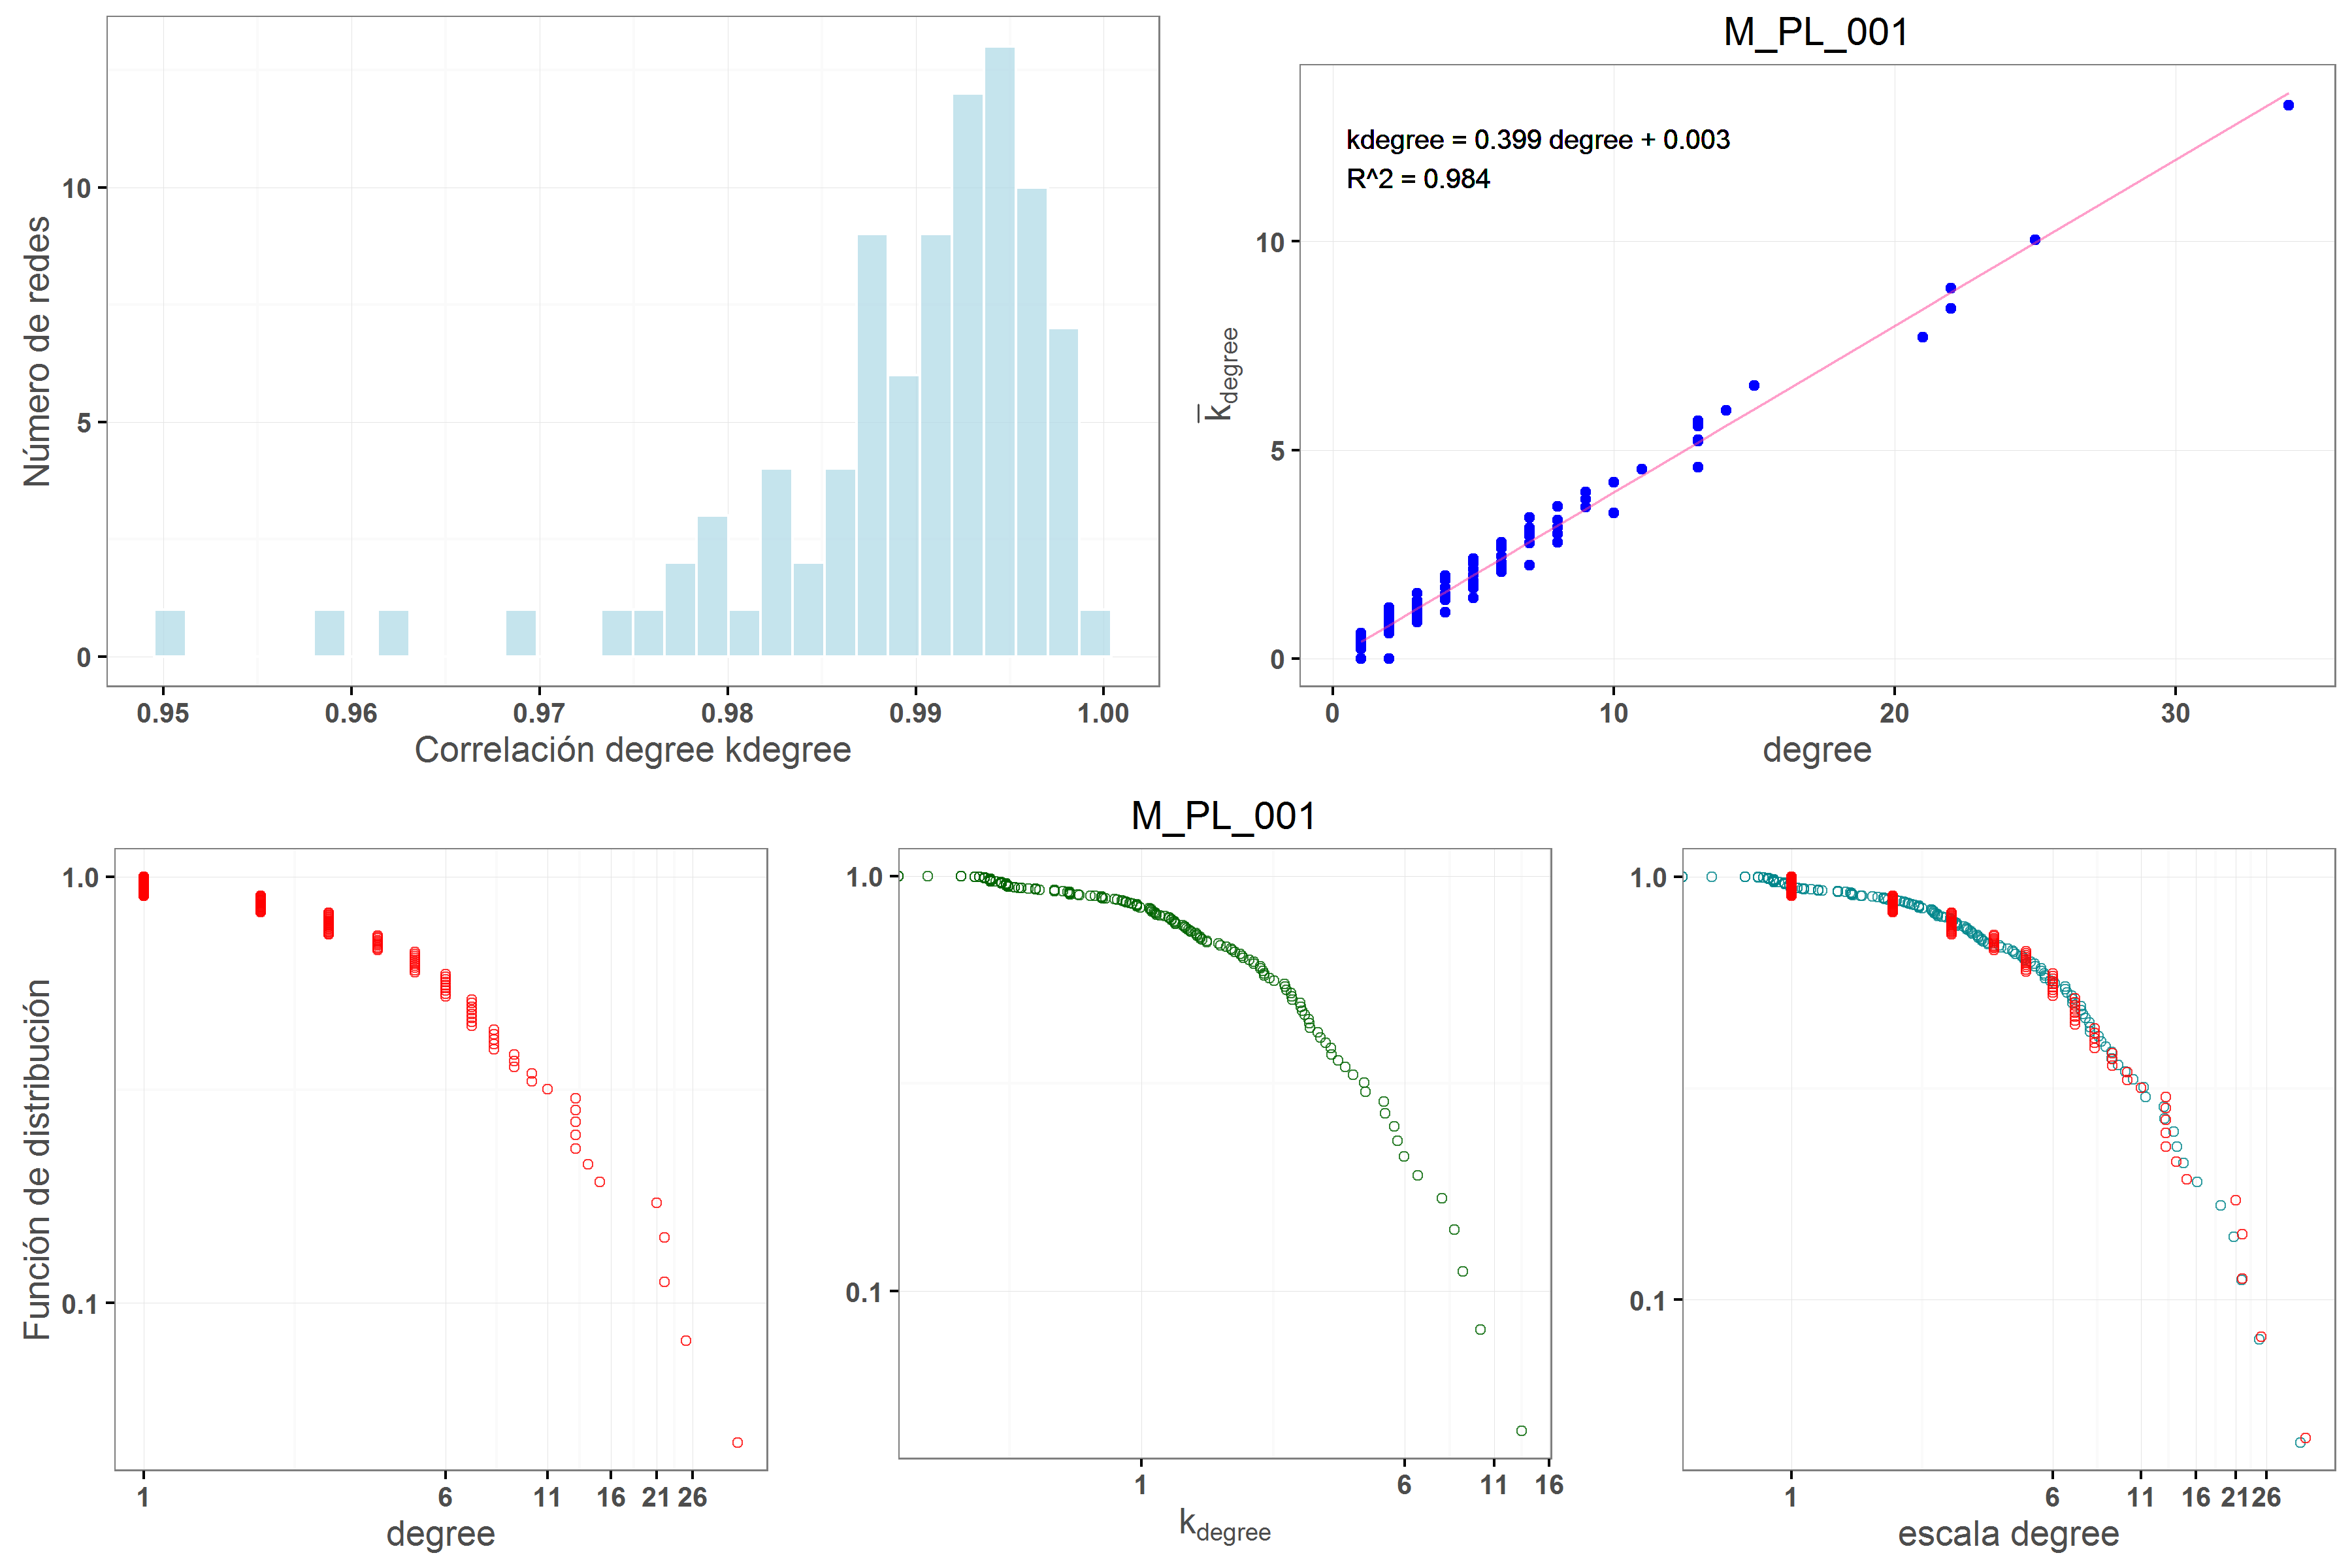 Número de redes
10
5
0
0.95 0.96 0.97 0.98 0.99 1.00
Correlación degree kdegree
M_PL_001
kdegree = 0.399 degree + 0.003
R^2 = 0.984
k̅degree
10
5
0
0 10 20 30
degree
M_PL_001
Función de distribución
1.0
0.1
1 6 11 16 21 26
degree
1.0
0.1
1 6 11 16
kdegree
1.0
0.1
1 6 11 16 21 26
escala degree